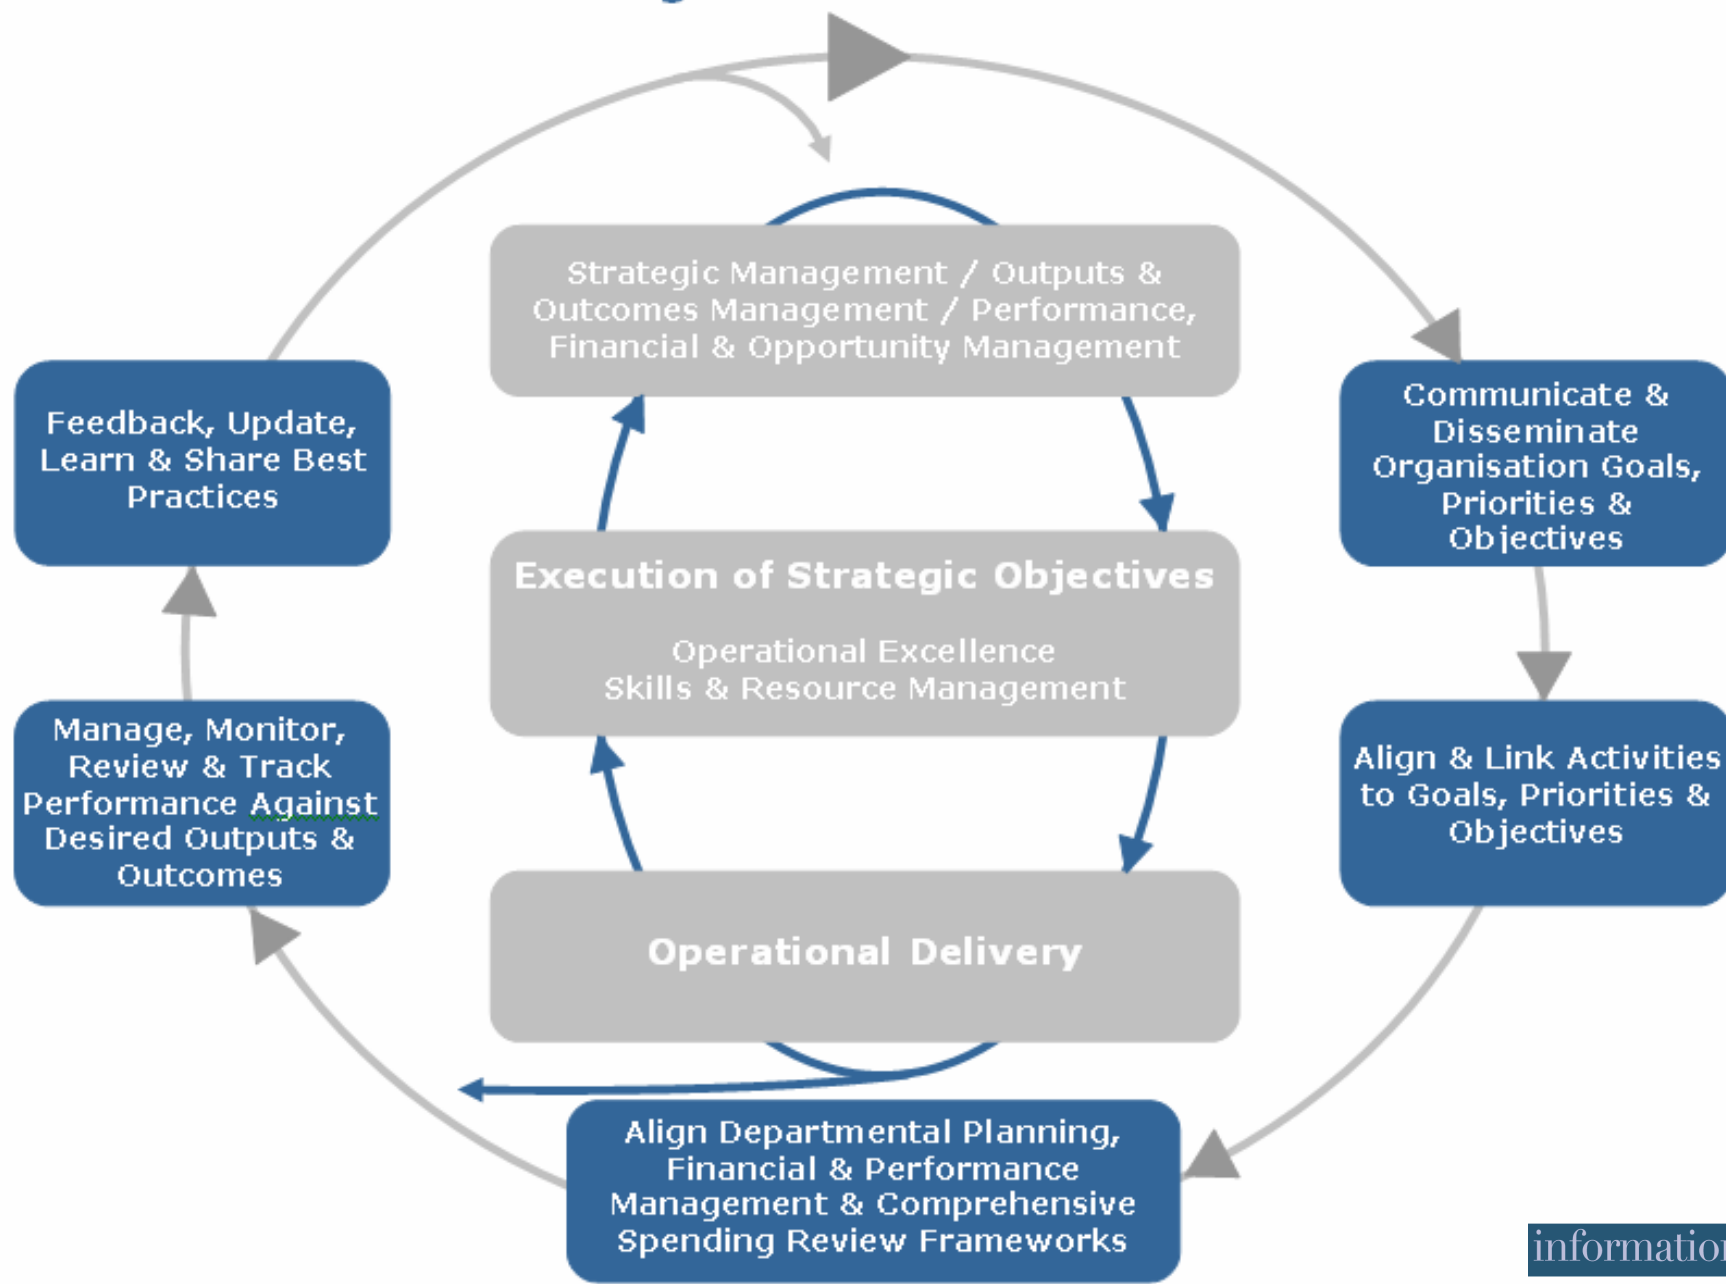 Strategic Management / Outputs &
Outcomes Management / Performance,
Financial & Opportunity Management
Feedback, Update,
Learn & Share Best
Practices
Communicate &
Disseminate
Organisation Goals,
Priorities &
Objectives
Execution of Strategic Objectives
Operational Excellence
Skills & Resource Management
Manage, Monitor,
Review & Track
Performance Against
Desired Outputs &
Outcomes
Align & Link Activities
to Goals, Priorities &
Objectives
Operational Delivery
Align Departmental Planning,
Financial & Performance
Management & Comprehensive
Spending Review Frameworks